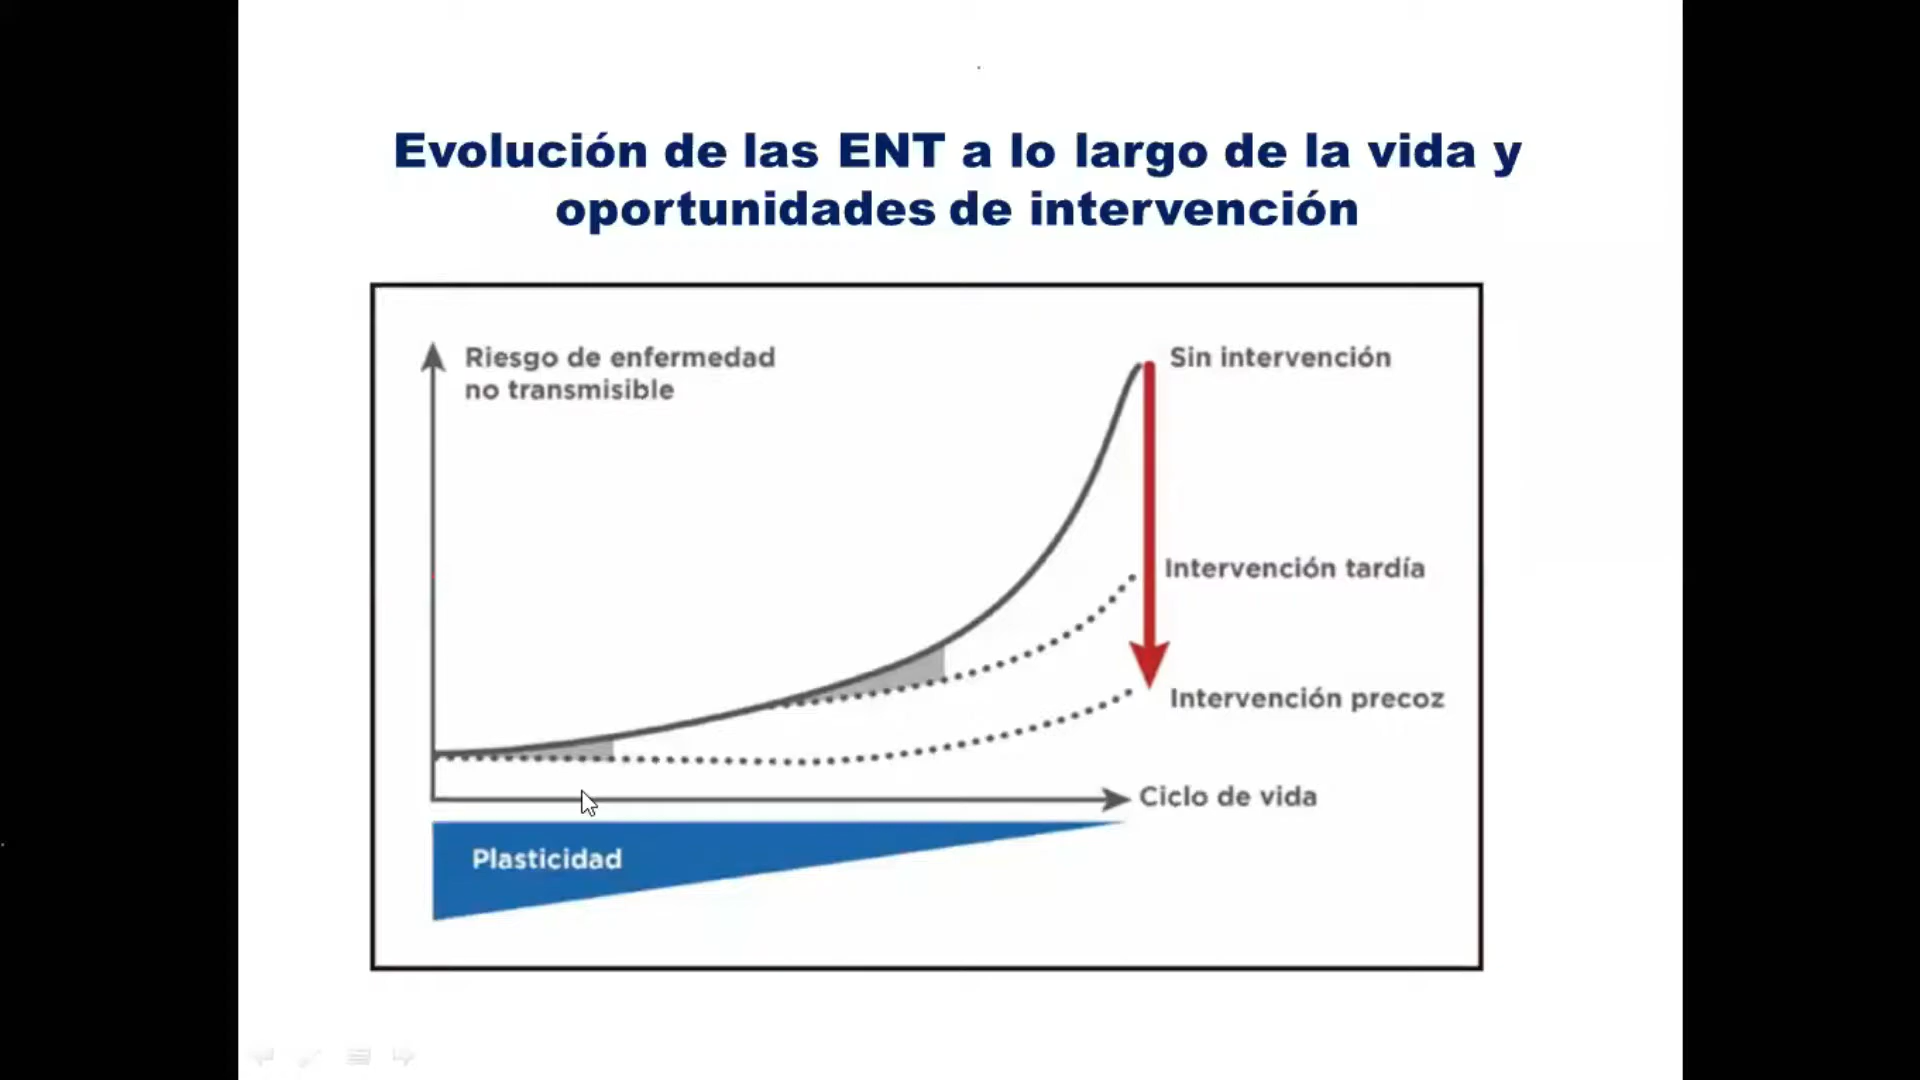 Evolución de las ENT a lo largo de la vida y
oportunidades de intervención
Riesgo de enfermedad
no transmisible
Sin intervención
Intervención tardía
Intervención precoz
Ciclo de vida
Plasticidad